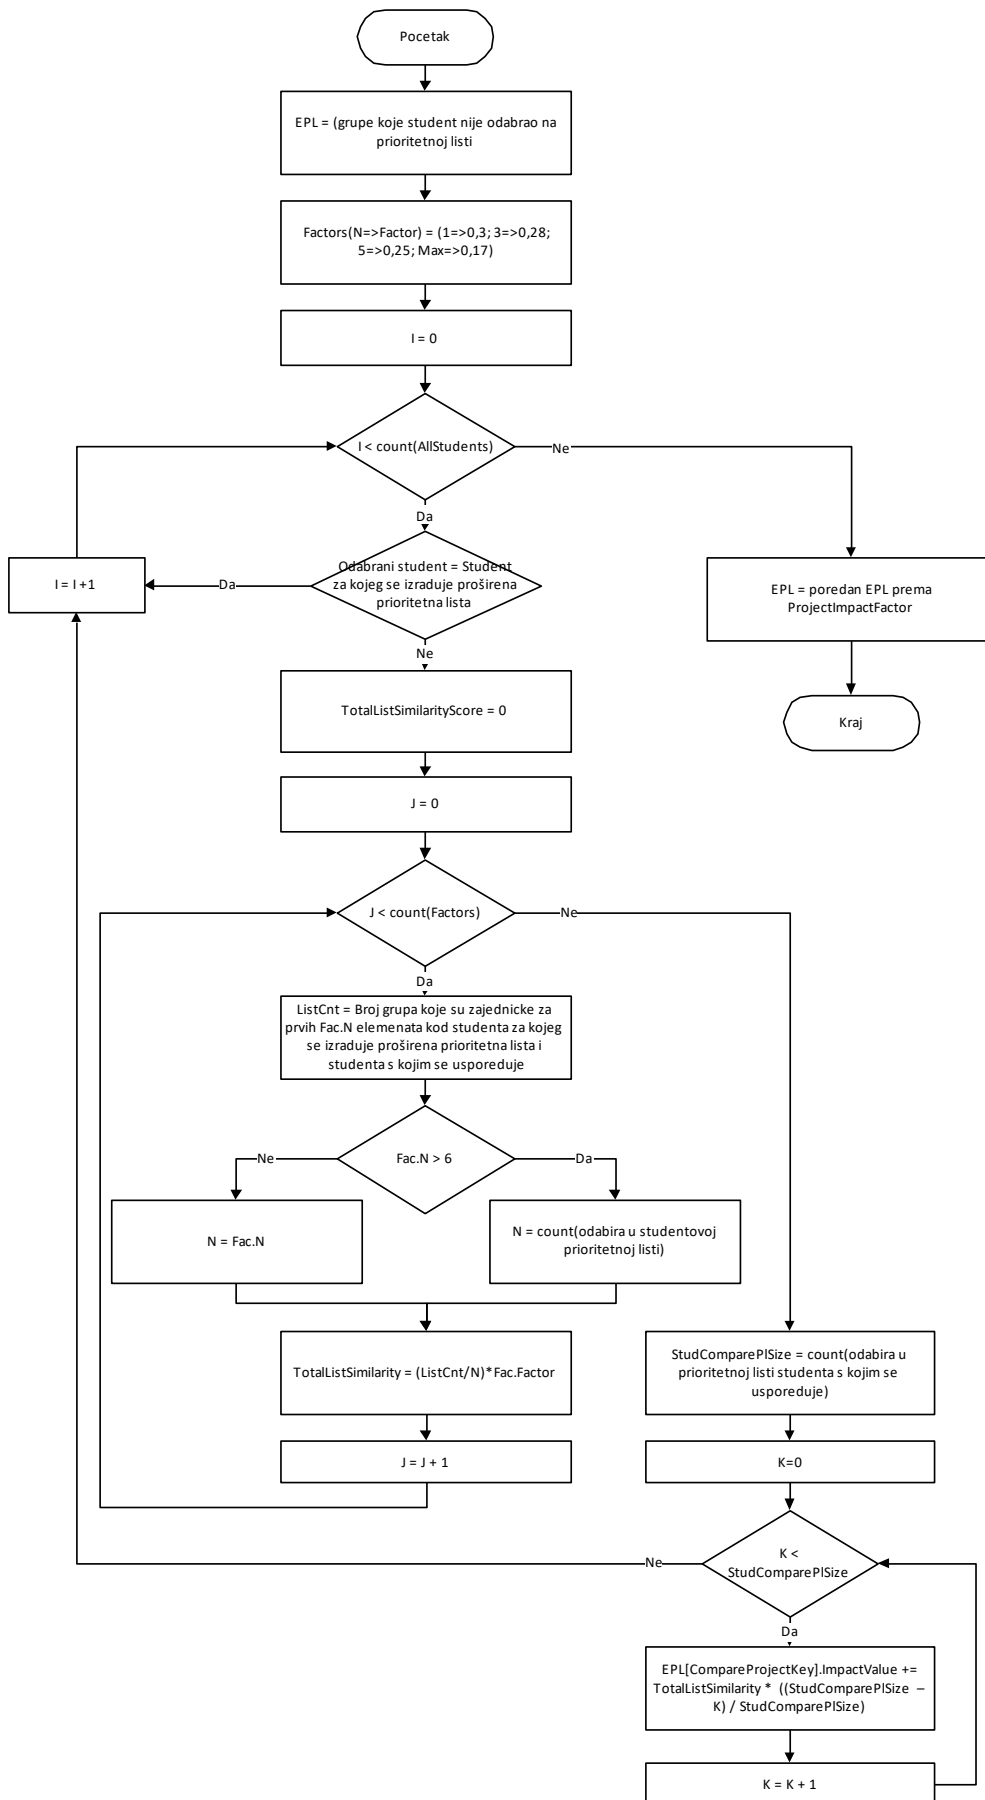 Pocetak
EPL = (grupe koje student nije odabrao na
prioritetnoj listi
Factors(N=>Factor) = (1=>0,3; 3=>0,28;
5=>0,25; Max=>0,17)
I = 0
I < count(AllStudents)
Ne
Da
Odabrani student = Student
za kojeg se izraduje proširena
prioritetna lista
Da
I = I +1
EPL = poredan EPL prema
ProjectImpactFactor
Ne
TotalListSimilarityScore = 0
Kraj
J = 0
J < count(Factors)
Ne
Da
ListCnt = Broj grupa koje su zajednicke za
prvih Fac.N elemenata kod studenta za kojeg
se izraduje proširena prioritetna lista i
studenta s kojim se usporeduje
Fac.N > 6
Ne
Da
N = Fac.N
N = count(odabira u studentovoj
prioritetnoj listi)
TotalListSimilarity = (ListCnt/N)*Fac.Factor
StudComparePlSize = count(odabira u
prioritetnoj listi studenta s kojim se
usporeduje)
J = J + 1
K=0
K <
StudComparePlSize
Ne
Da
EPL[CompareProjectKey].ImpactValue +=
TotalListSimilarity * ((StudComparePlSize –
K) / StudComparePlSize)
K = K + 1